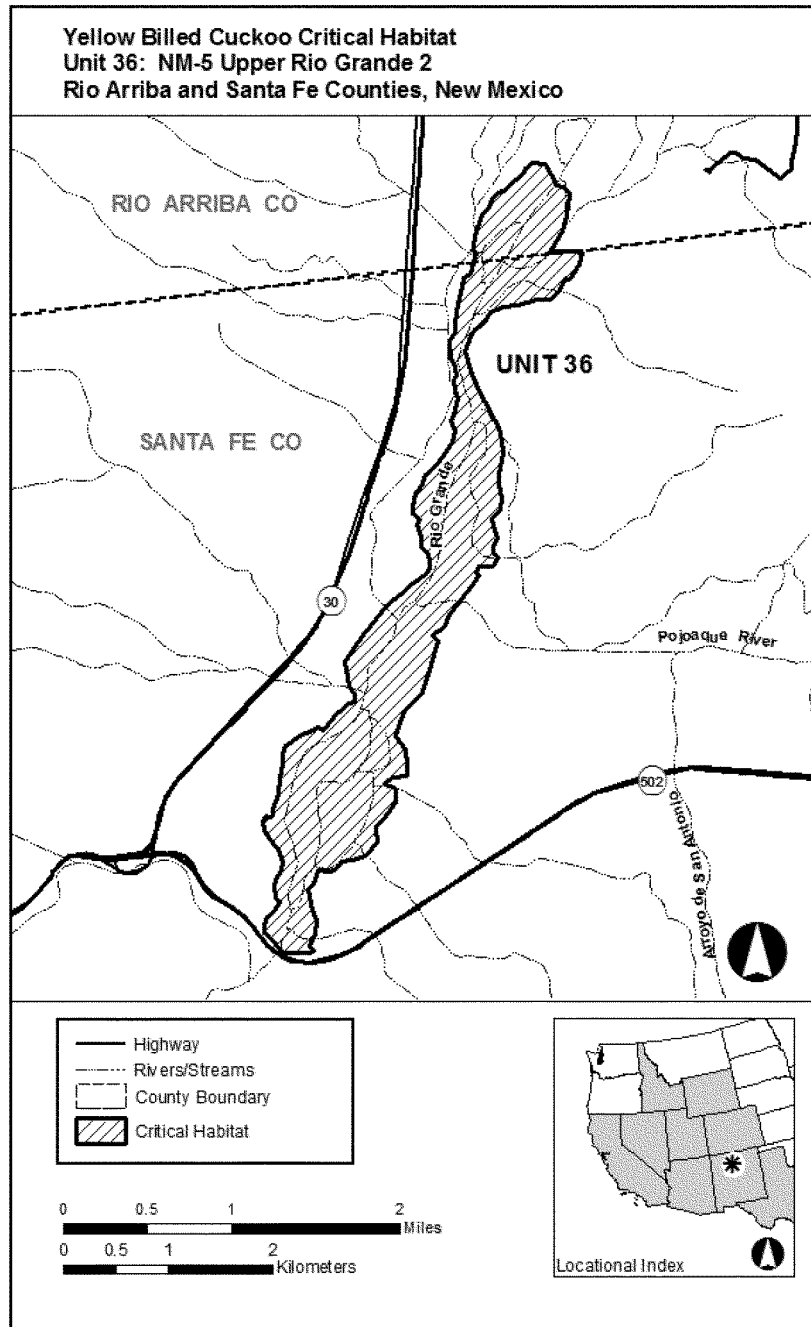 Yellow Billed Cuckoo Critical Habitat
Unit 36: NM-5 Upper Rio Grande 2
Rio Arriba and Santa Fe Counties, New Mexico
RIO ARRIBA CO
UNIT 36
SANTA FE CO
Rio Grande
30
Pojoaque River
502
Arroyo de San Antonio
Highway
Rivers/Streams
County Boundary
Critical Habitat
0 0.5 1 2
Miles
0 0.5 1 2
Kilometers
Locational Index